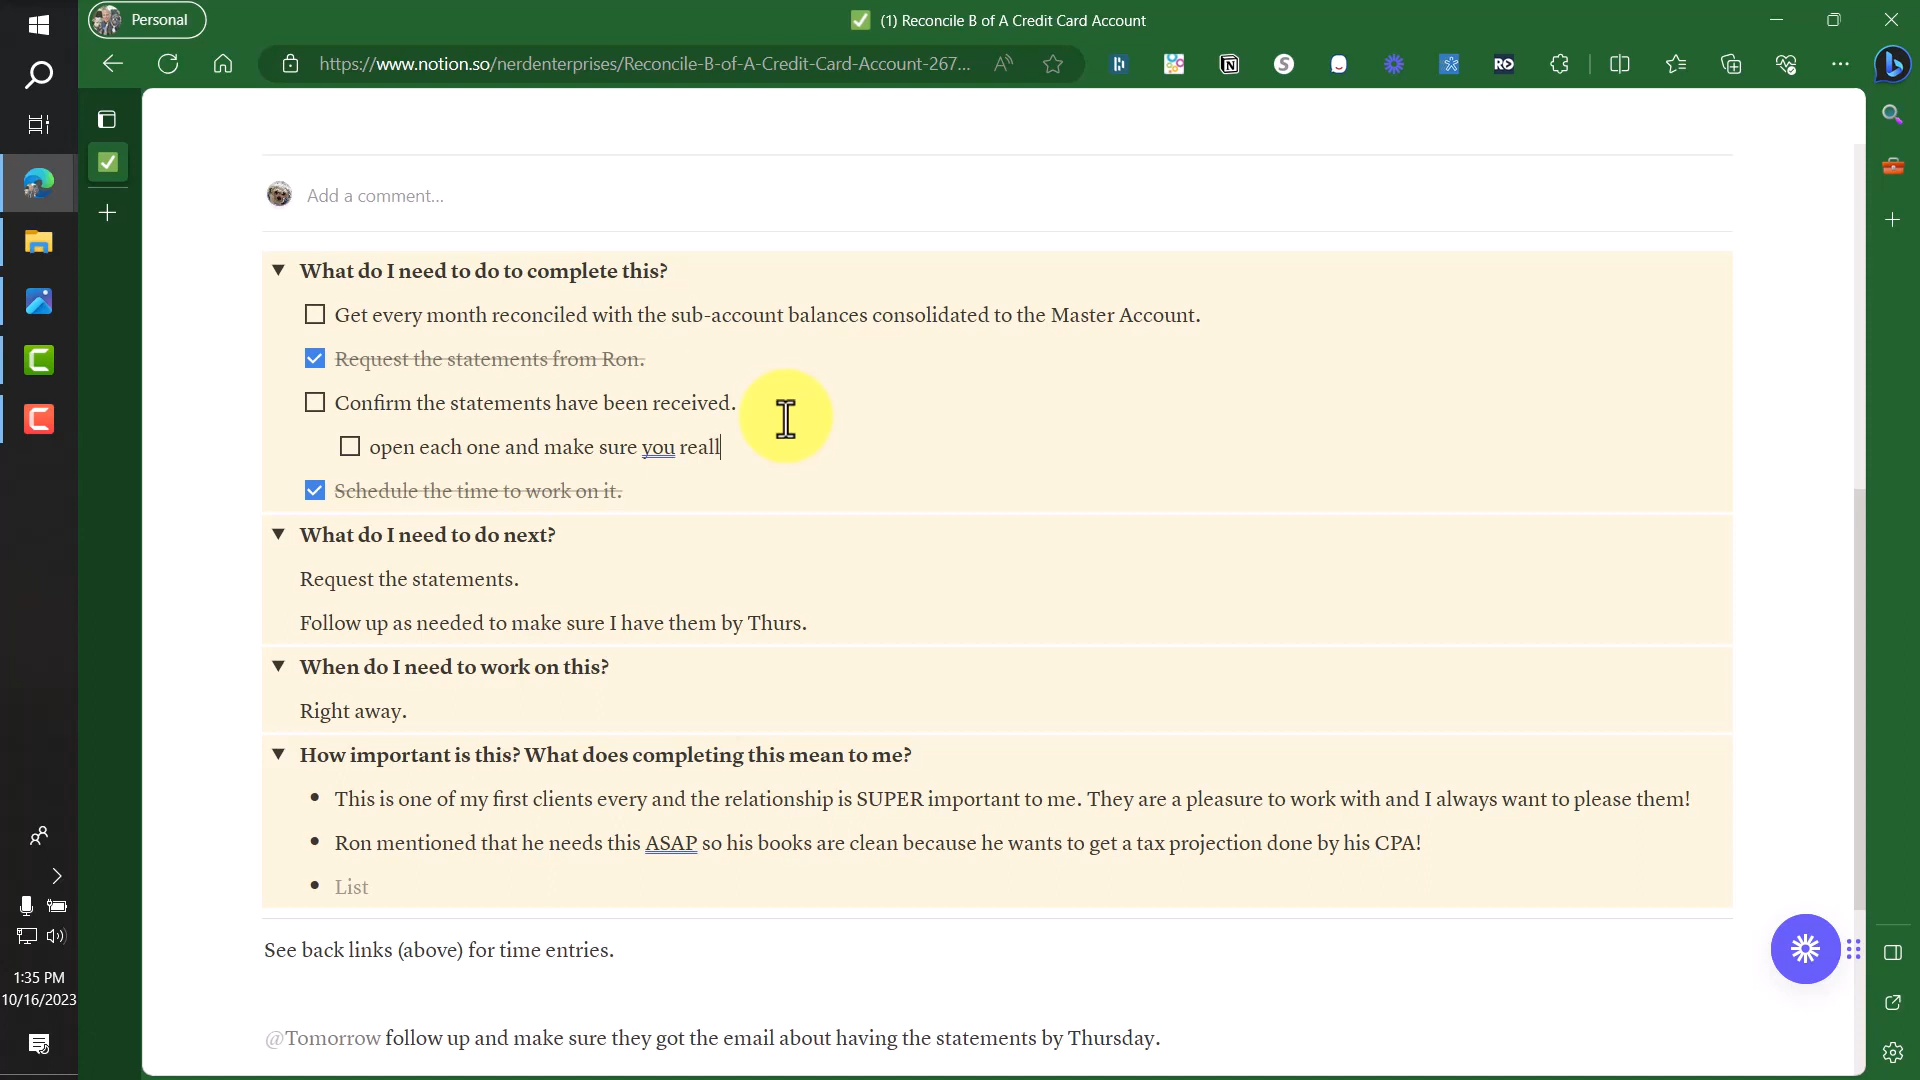 Personal
(1) Reconcile B of A Credit Card Account
https://www.notion.so/nerdenterprises/Reconcile-B-of-A-Credit-Card-Account-267...
Add a comment...
What do I need to do to complete this?
Get every month reconciled with the sub-account balances consolidated to the Master Account.
Request the statements from Ron.
Confirm the statements have been received.
open each one and make sure you reall
Schedule the time to work on it.
What do I need to do next?
Request the statements.
Follow up as needed to make sure I have them by Thurs.
When do I need to work on this?
Right away.
How important is this? What does completing this mean to me?
This is one of my first clients every and the relationship is SUPER important to me. They are a pleasure to work with and I always want to please them!
Ron mentioned that he needs this ASAP so his books are clean because he wants to get a tax projection done by his CPA!
List
See back links (above) for time entries.
@Tomorrow follow up and make sure they got the email about having the statements by Thursday.
1:35 PM
10/16/2023